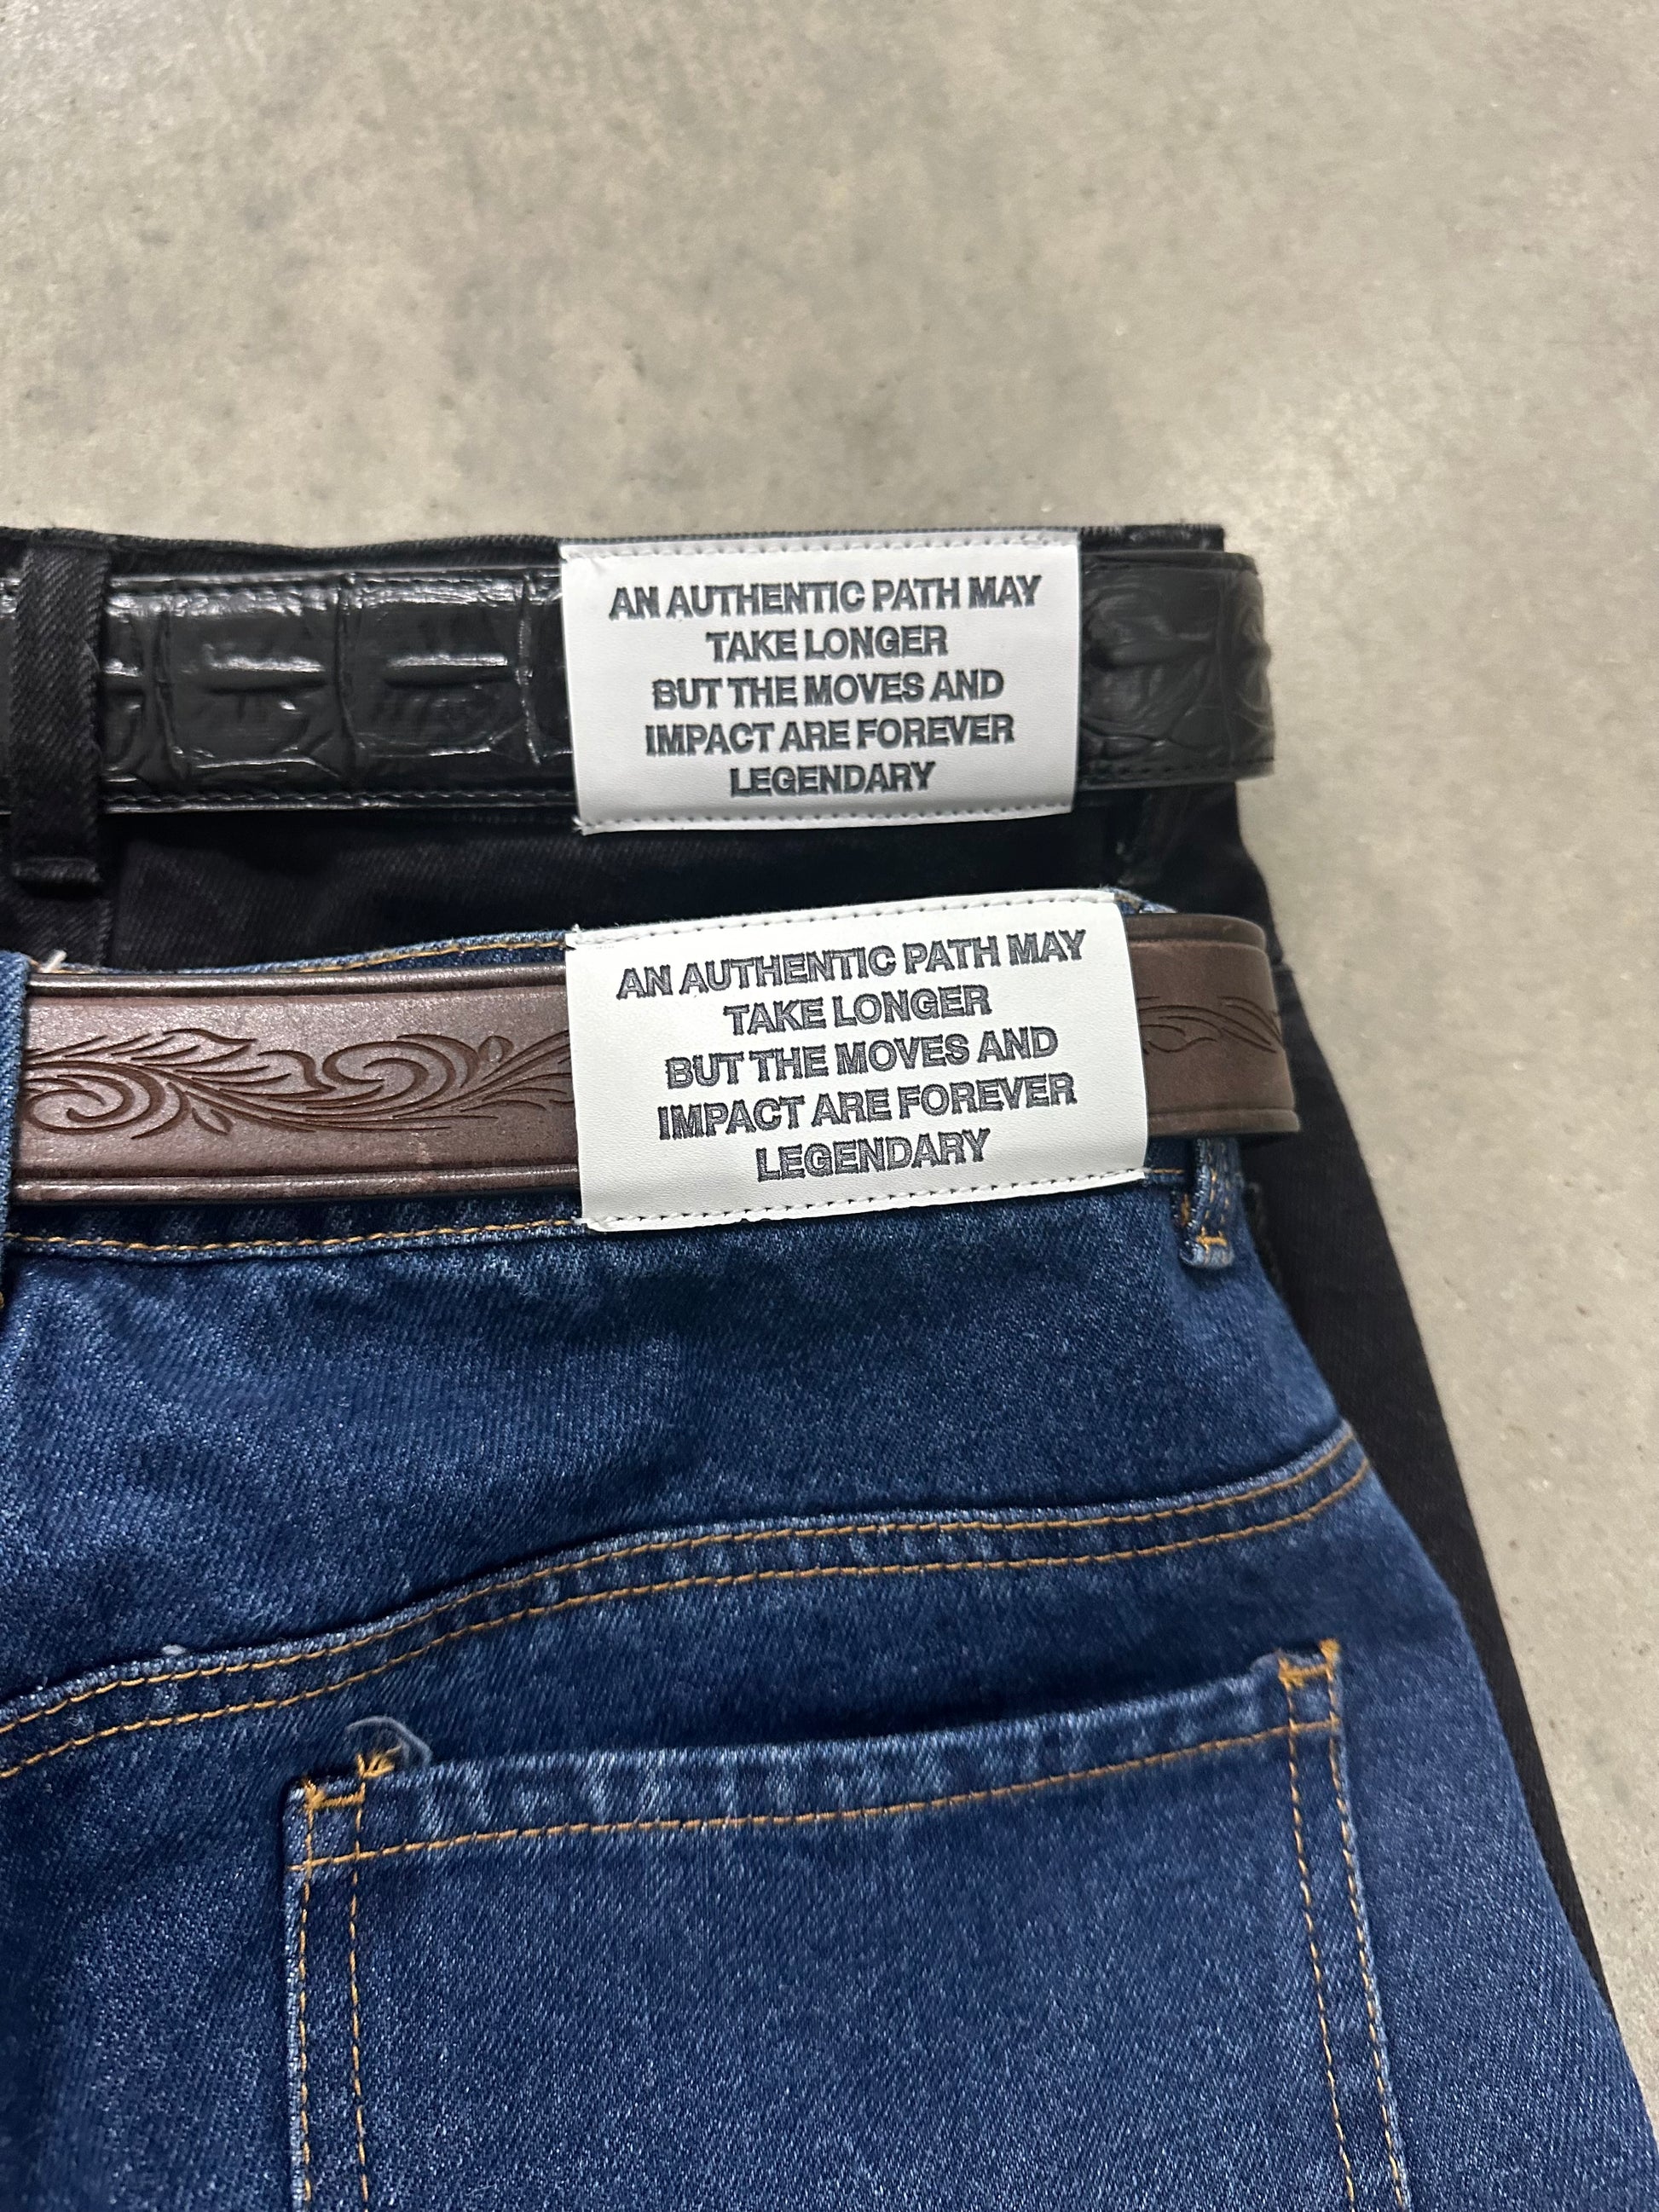 AN AUTHENTIC PATH MAY
TAKE LONGER
BUT THE MOVES AND
IMPACT ARE FOREVER
LEGENDARY
AN AUTHENTIC PATH MAY
TAKE LONGER
BUT THE MOVES AND
IMPACT ARE FOREVER
LEGENDARY